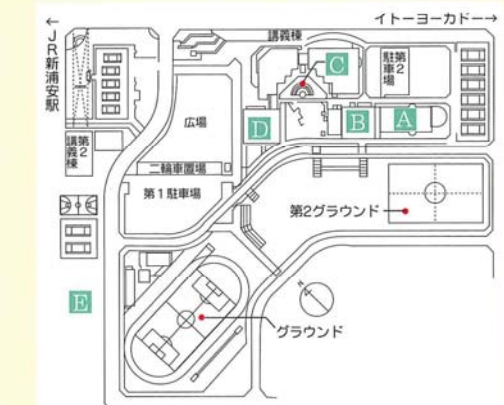 イトーヨーカドー→
←JR新浦安駅
講義棟
C
第2駐車場
広場
D
B
A
第2講義棟
二輪車置場
第1駐車場
第2グラウンド
E
N
グラウンド